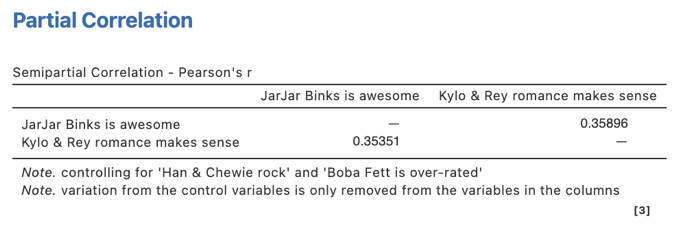 Partial Correlation
Semipartial Correlation - Pearson's r
JarJar Binks is awesome Kylo & Rey romance makes sense
JarJar Binks is awesome — 0.35896
Kylo & Rey romance makes sense 0.35351 —
Note. controlling for 'Han & Chewie rock' and 'Boba Fett is over-rated'
Note. variation from the control variables is only removed from the variables in the columns
[3]